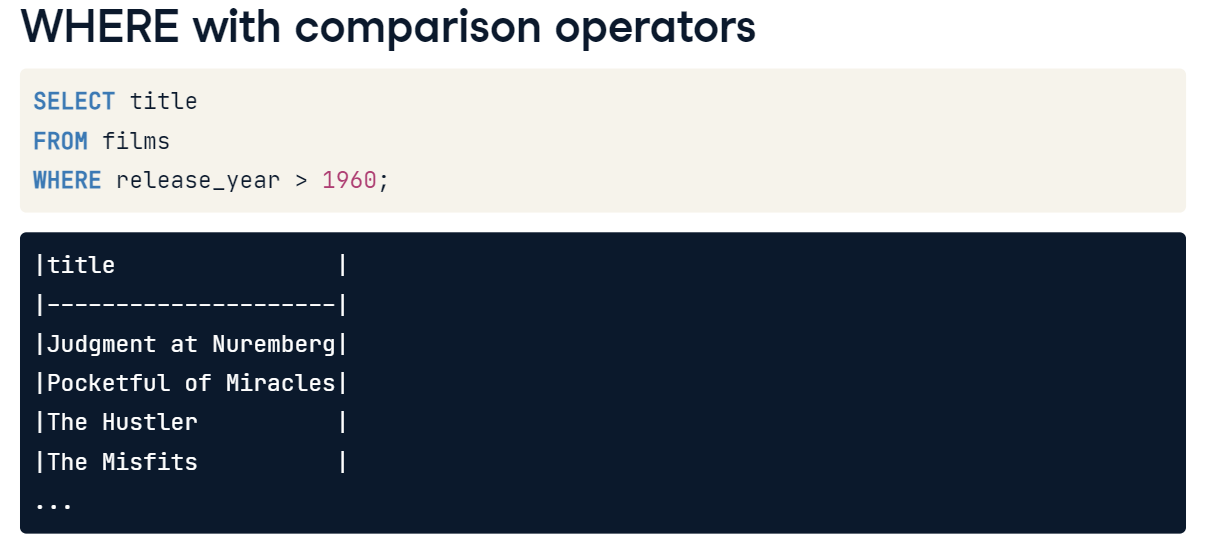 WHERE with comparison operators
SELECT title
FROM films
WHERE release_year > 1960;
|title                |
|---------------------|
|Judgment at Nuremberg|
|Pocketful of Miracles|
|The Hustler          |
|The Misfits          |
...